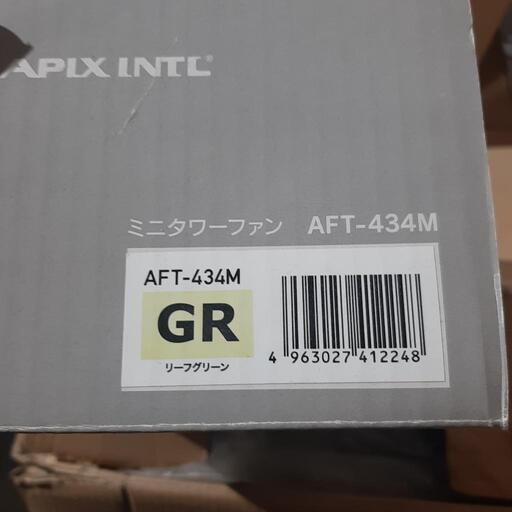 APIX INTL
ミニタワーファン AFT-434M
AFT-434M
GR
リーフグリーン
4 963027 412248